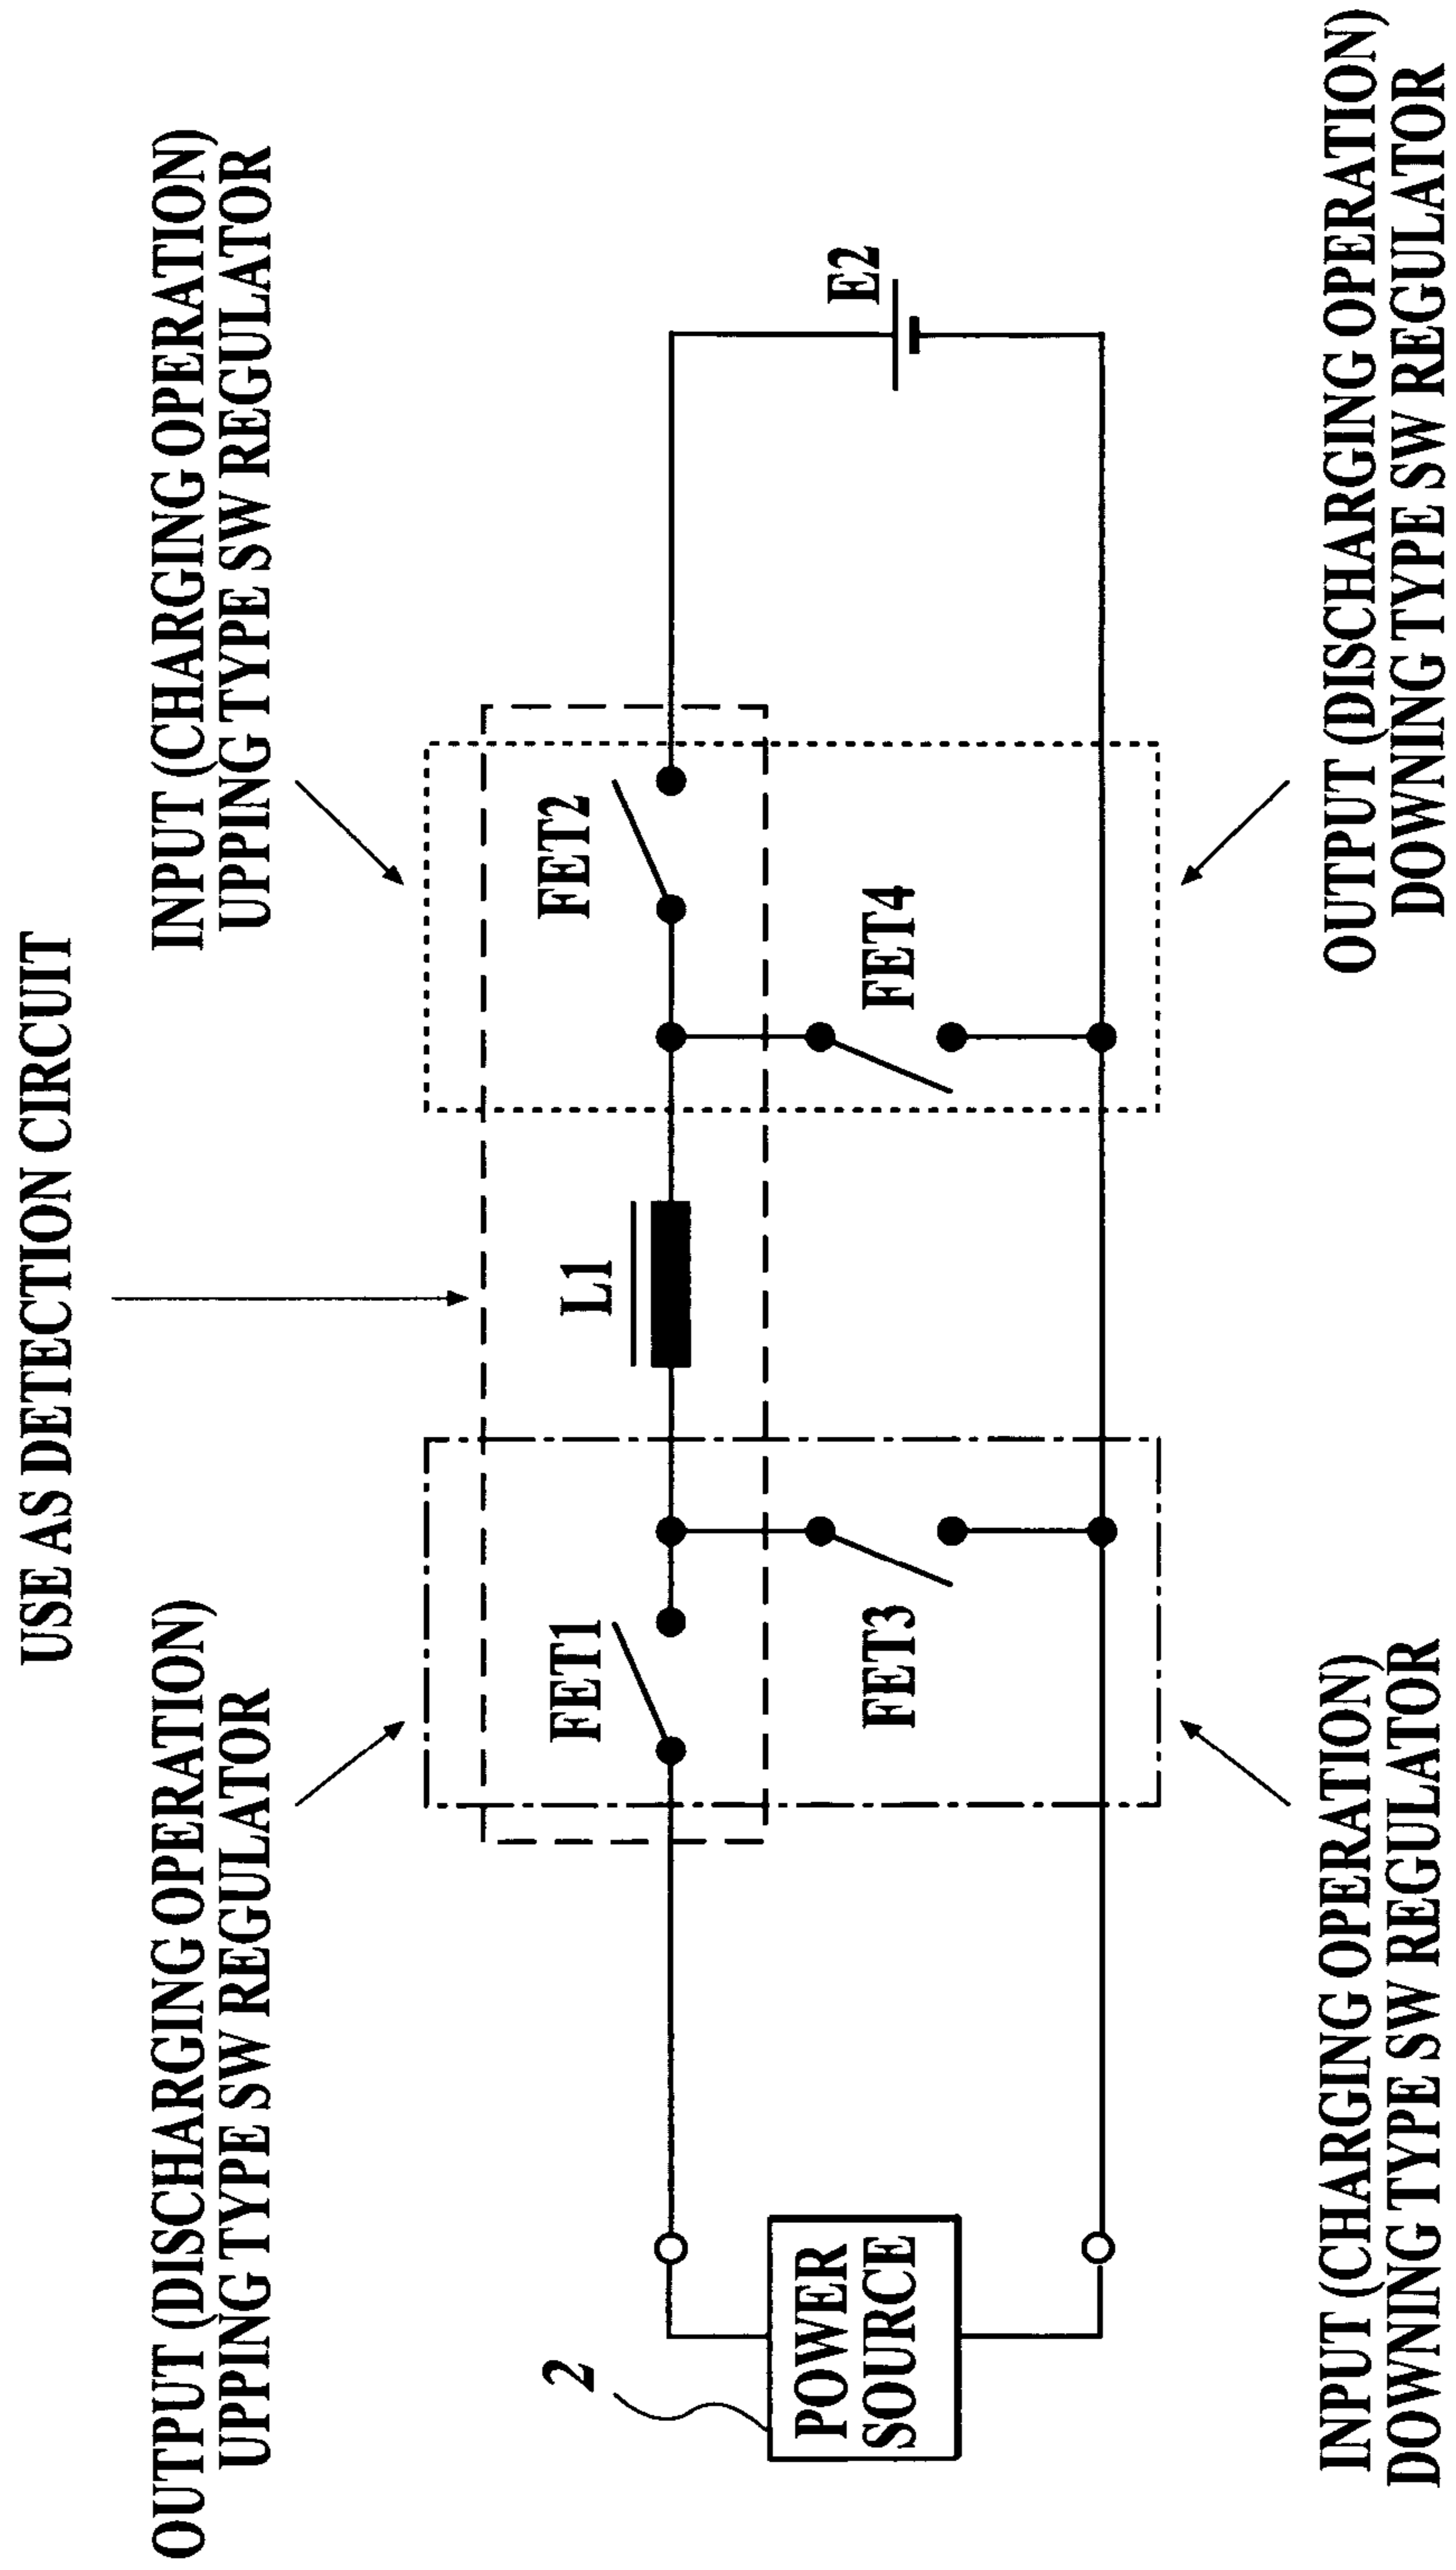 USE AS DETECTION CIRCUIT
OUTPUT (DISCHARGING OPERATION)
UPPING TYPE SW REGULATOR
INPUT (CHARGING OPERATION)
UPPING TYPE SW REGULATOR
2
POWER
SOURCE
FET1
L1
FET2
FET3
FET4
E2
INPUT (CHARGING OPERATION)
DOWNING TYPE SW REGULATOR
OUTPUT (DISCHARGING OPERATION)
DOWNING TYPE SW REGULATOR